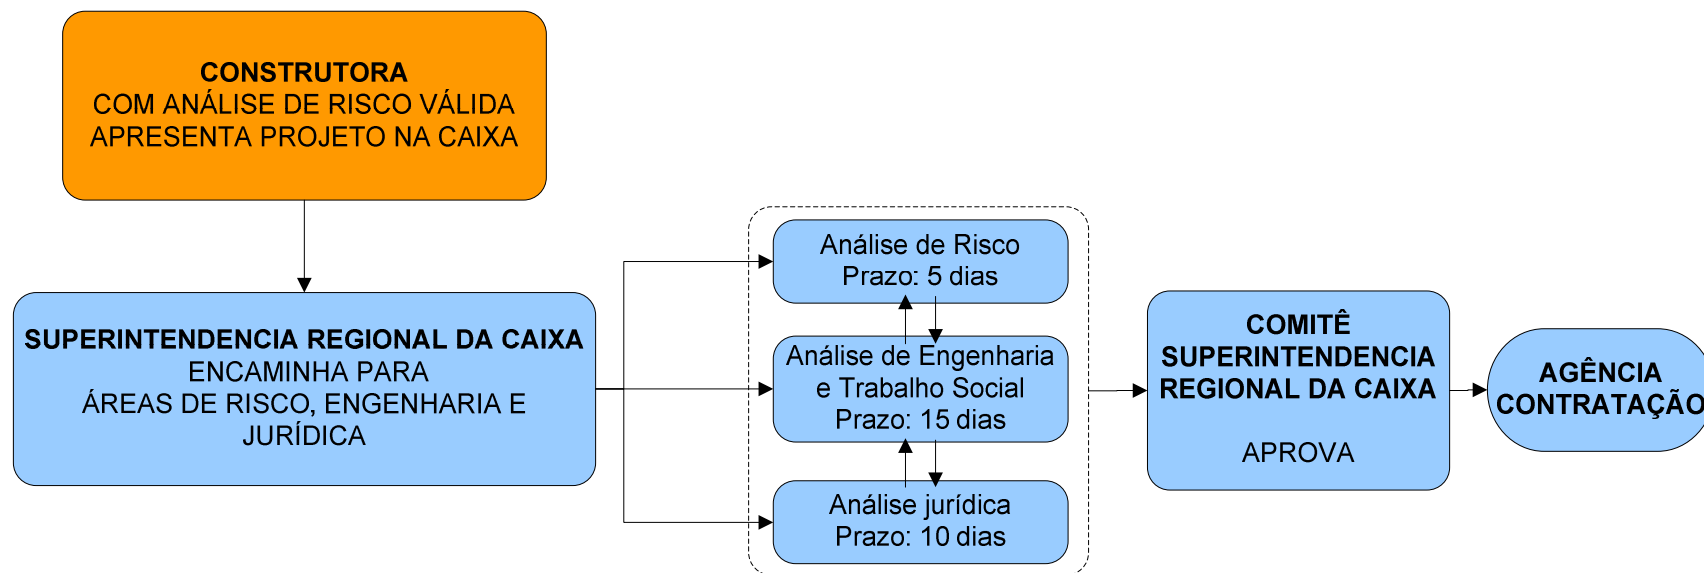 CONSTRUTORA
COM ANÁLISE DE RISCO VÁLIDA
APRESENTA PROJETO NA CAIXA
SUPERINTENDENCIA REGIONAL DA CAIXA
ENCAMINHA PARA
ÁREAS DE RISCO, ENGENHARIA E
JURÍDICA
Análise de Risco
Prazo: 5 dias
Análise de Engenharia
e Trabalho Social
Prazo: 15 dias
Análise jurídica
Prazo: 10 dias
COMITÊ
SUPERINTENDENCIA
REGIONAL DA CAIXA
APROVA
AGÊNCIA
CONTRATAÇÃO